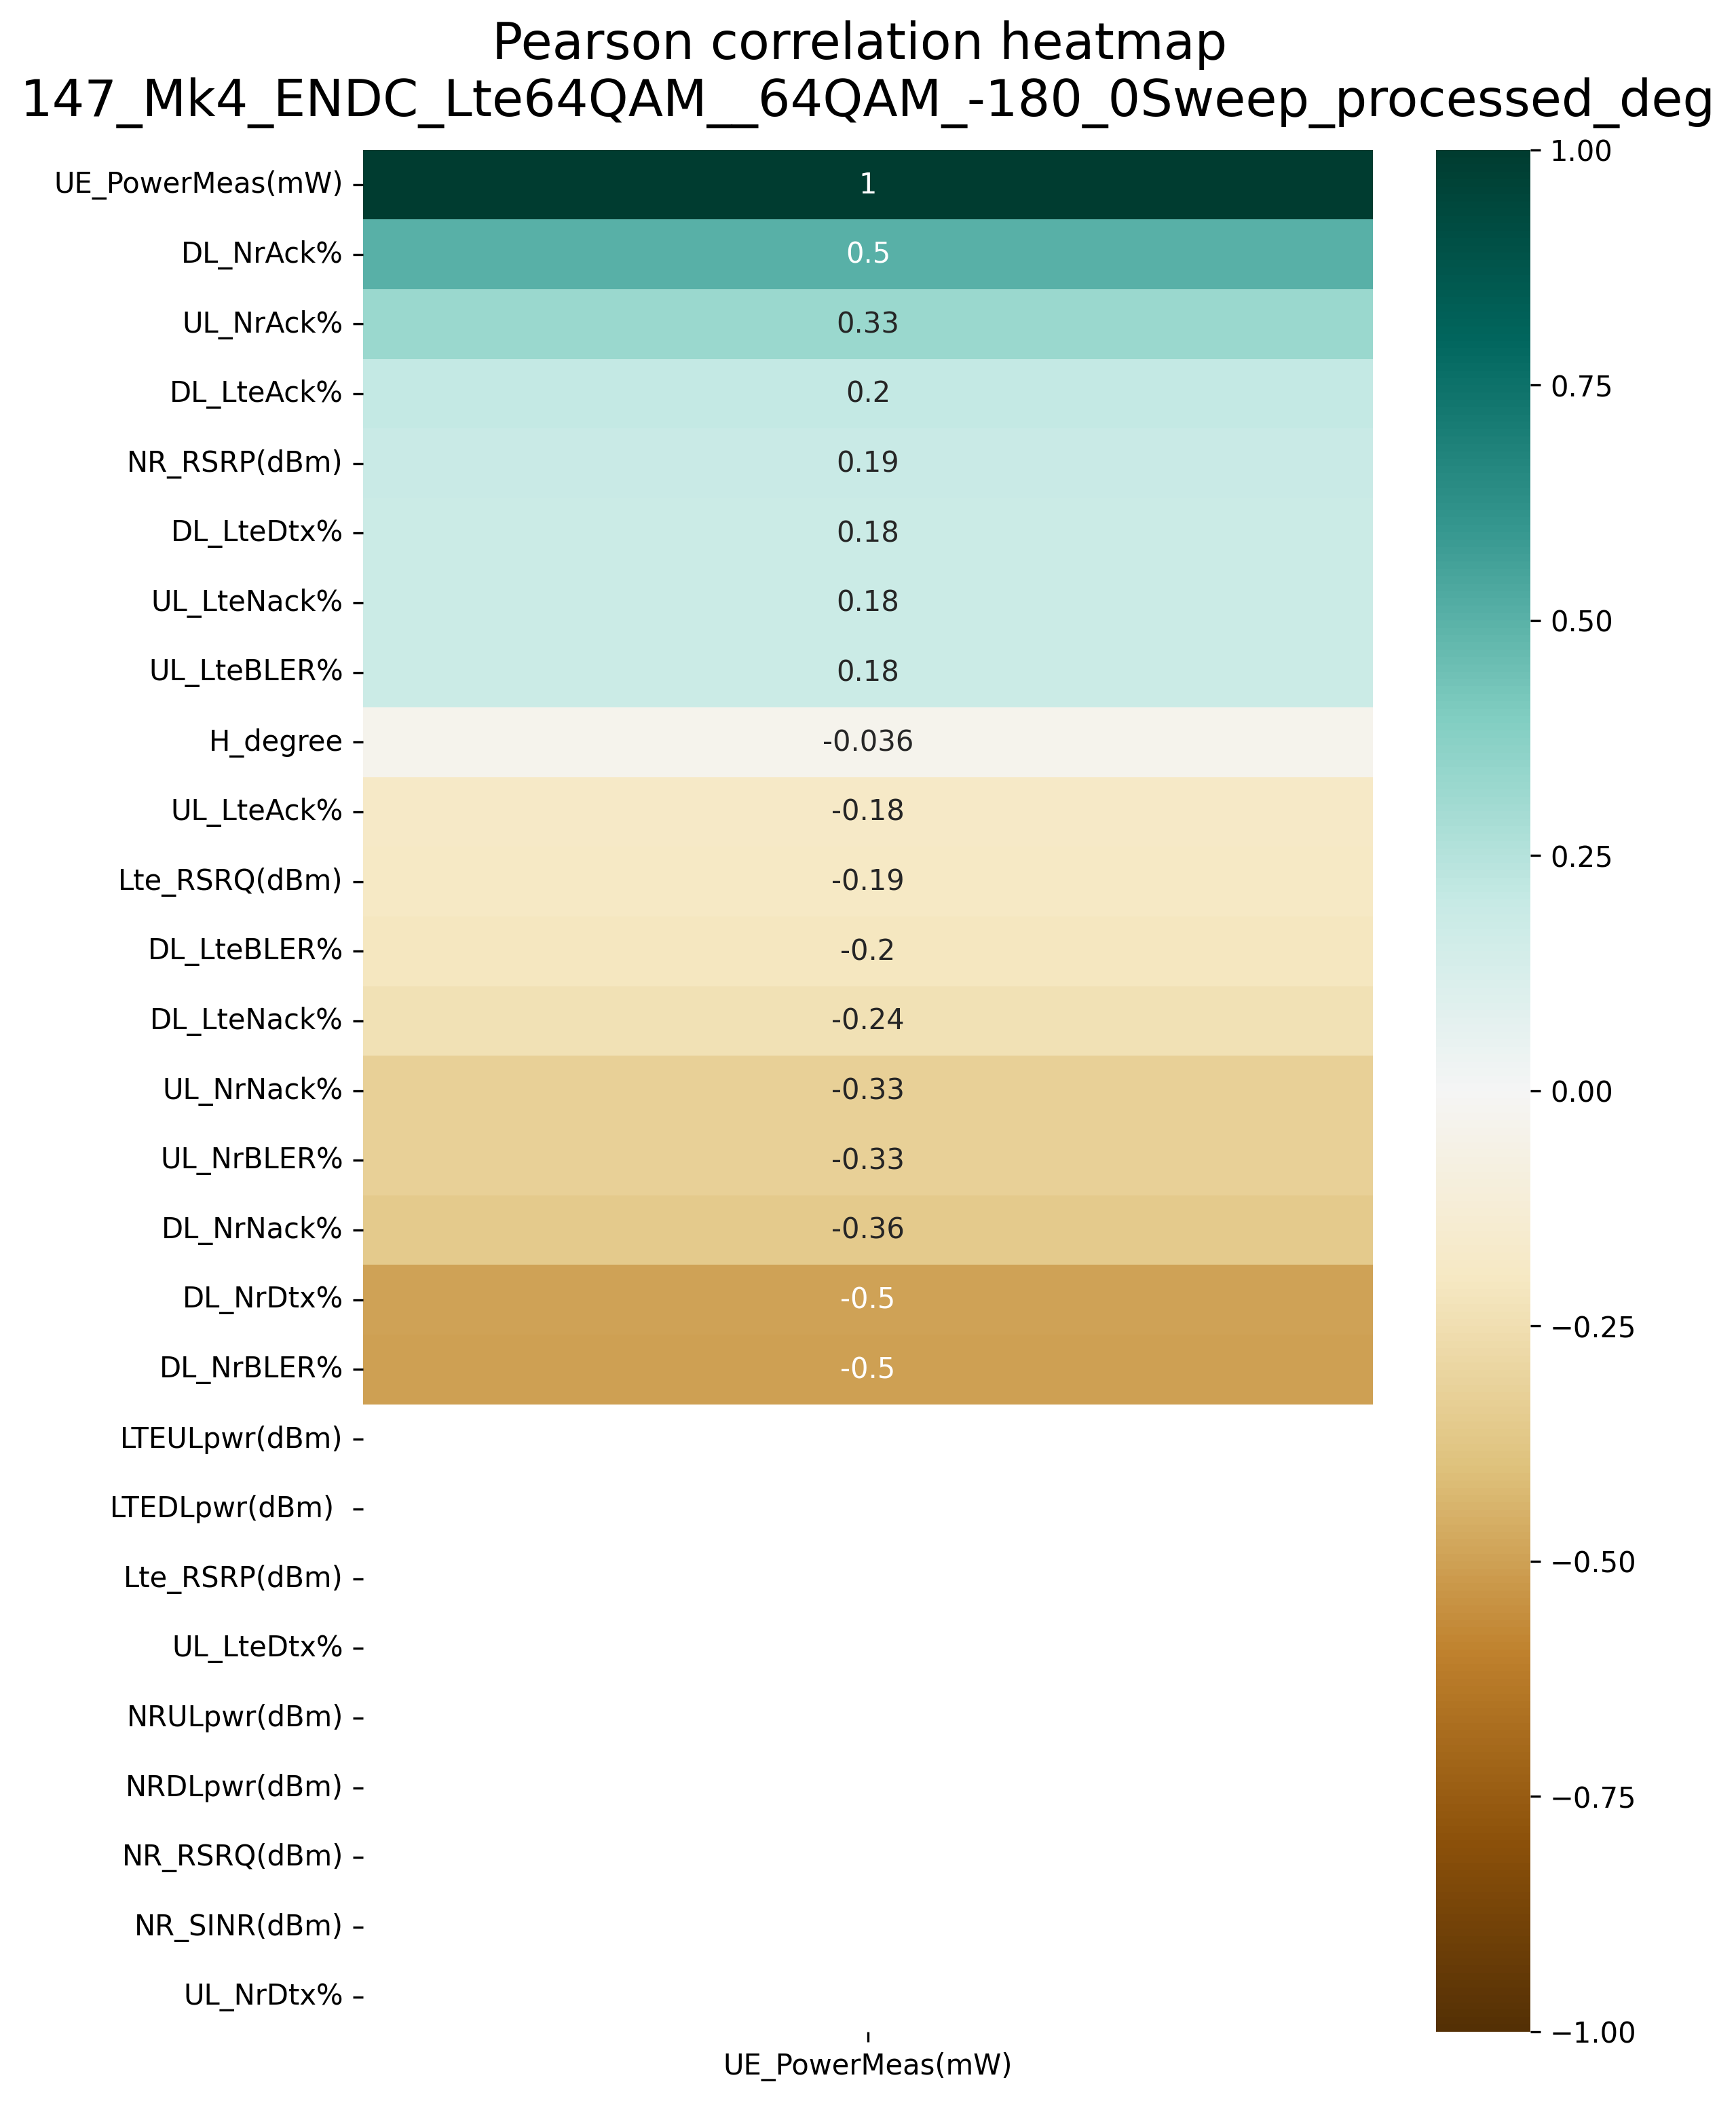 Pearson correlation heatmap
147_Mk4_ENDC_Lte64QAM__64QAM_-180_0Sweep_processed_deg
UE_PowerMeas(mW) 1
DL_NrAck% 0.5
UL_NrAck% 0.33
DL_LteAck% 0.2
NR_RSRP(dBm) 0.19
DL_LteDtx% 0.18
UL_LteNack% 0.18
UL_LteBLER% 0.18
H_degree -0.036
UL_LteAck% -0.18
Lte_RSRQ(dBm) -0.19
DL_LteBLER% -0.2
DL_LteNack% -0.24
UL_NrNack% -0.33
UL_NrBLER% -0.33
DL_NrNack% -0.36
DL_NrDtx% -0.5
DL_NrBLER% -0.5
LTEULpwr(dBm)
LTEDLpwr(dBm)
Lte_RSRP(dBm)
UL_LteDtx%
NRULpwr(dBm)
NRDLpwr(dBm)
NR_RSRQ(dBm)
NR_SINR(dBm)
UL_NrDtx%
UE_PowerMeas(mW)
1.00
0.75
0.50
0.25
0.00
−0.25
−0.50
−0.75
−1.00